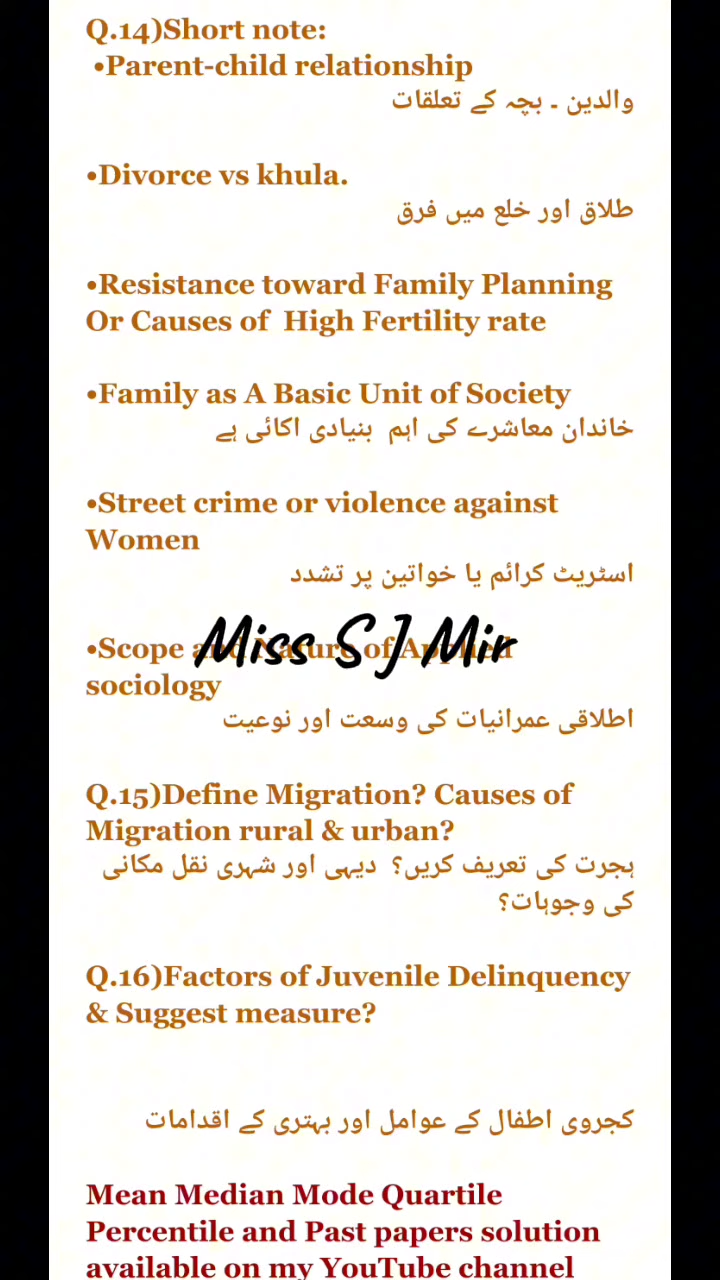 Q.14)Short note:
•Parent-child relationship
والدین ۔ بچہ کے تعلقات
•Divorce vs khula.
طلاق اور خلع میں فرق
•Resistance toward Family Planning
Or Causes of High Fertility rate
•Family as A Basic Unit of Society
خاندان معاشرے کی اہم بنیادی اکائی ہے
•Street crime or violence against
Women
اسٹریٹ کرائم یا خواتین پر تشدد
•Scope and Nature of Applied
Miss S J Mir
sociology
اطلاقی عمرانیات کی وسعت اور نوعیت
Q.15)Define Migration? Causes of
Migration rural & urban?
ہجرت کی تعریف کریں؟ دیہی اور شہری نقل مکانی
کی وجوہات؟
Q.16)Factors of Juvenile Delinquency
& Suggest measure?
کجروی اطفال کے عوامل اور بہتری کے اقدامات
Mean Median Mode Quartile
Percentile and Past papers solution
available on my YouTube channel